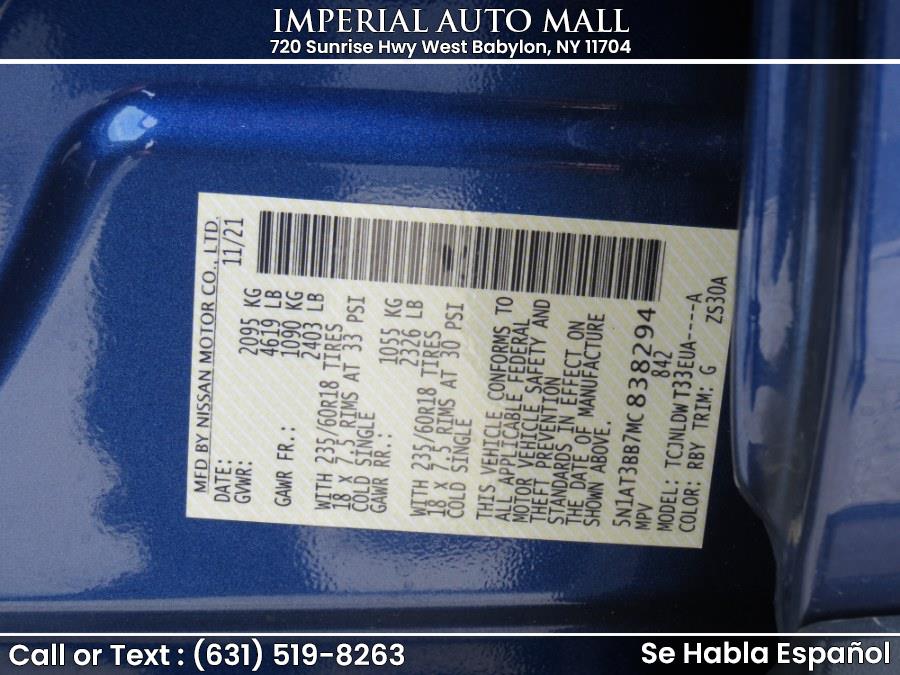 IMPERIAL AUTO MALL
720 Sunrise Hwy West Babylon, NY 11704
MFD BY NISSAN MOTOR CO., LTD.
DATE: 11/21
GVWR: 2095 KG
4619 LB
GAWR FR.: 1090 KG
2403 LB
WITH 235/60R18 TIRES
18 X 7.5 RIMS AT 33 PSI
COLD SINGLE
GAWR RR.: 1055 KG
2326 LB
WITH 235/60R18 TIRES
18 X 7.5 RIMS AT 30 PSI
COLD SINGLE
THIS VEHICLE CONFORMS TO
ALL APPLICABLE FEDERAL
MOTOR VEHICLE SAFETY AND
THEFT PREVENTION
STANDARDS IN EFFECT ON
THE DATE OF MANUFACTURE
SHOWN ABOVE.
5N1AT3BB7MC838294
MPV 842
MODEL: TCJNLDWT33EUA----A
COLOR: RBY TRIM: G ZS30A
Call or Text : (631) 519-8263
Se Habla Español